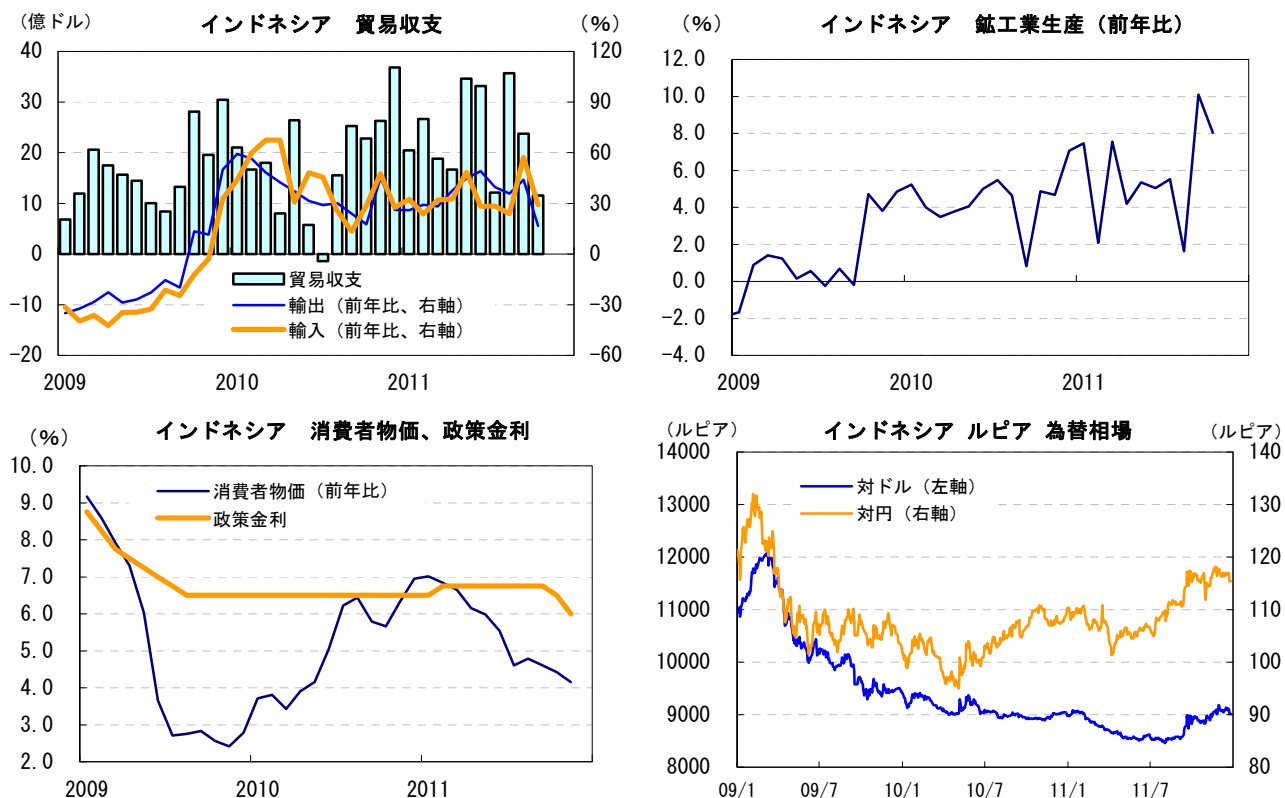 インドネシア　貿易収支
（億ドル）
（%）
40
30
20
10
0
-10
-20
120
90
60
30
0
-30
-60
貿易収支
輸出（前年比、右軸）
輸入（前年比、右軸）
2009 2010 2011
インドネシア　鉱工業生産（前年比）
（%）
12.0
10.0
8.0
6.0
4.0
2.0
0.0
-2.0
-4.0
2009 2010 2011
インドネシア　消費者物価、政策金利
（%）
10.0
9.0
8.0
7.0
6.0
5.0
4.0
3.0
2.0
消費者物価（前年比）
政策金利
2009 2010 2011
インドネシア ルピア 為替相場
（ルピア）
（ルピア）
14000
13000
12000
11000
10000
9000
8000
140
130
120
110
100
90
80
対ドル（左軸）
対円（右軸）
09/1 09/7 10/1 10/7 11/1 11/7